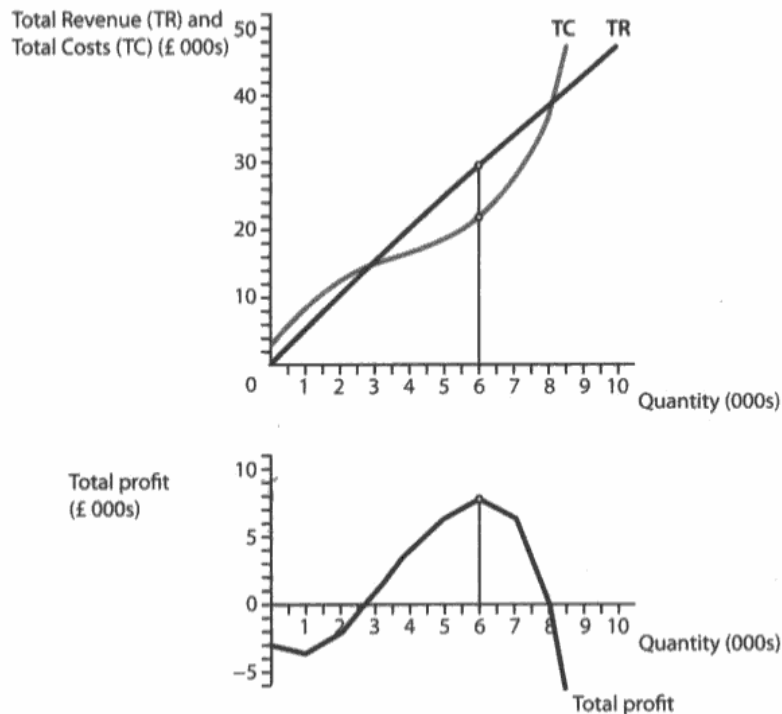 Total Revenue (TR) and
Total Costs (TC) (£ 000s)
50
40
30
20
10
0
TC TR
1 2 3 4 5 6 7 8 9 10
Quantity (000s)
Total profit
(£ 000s)
10
5
0
-5
1 2 3 4 5 6 7 8 9 10
Quantity (000s)
Total profit